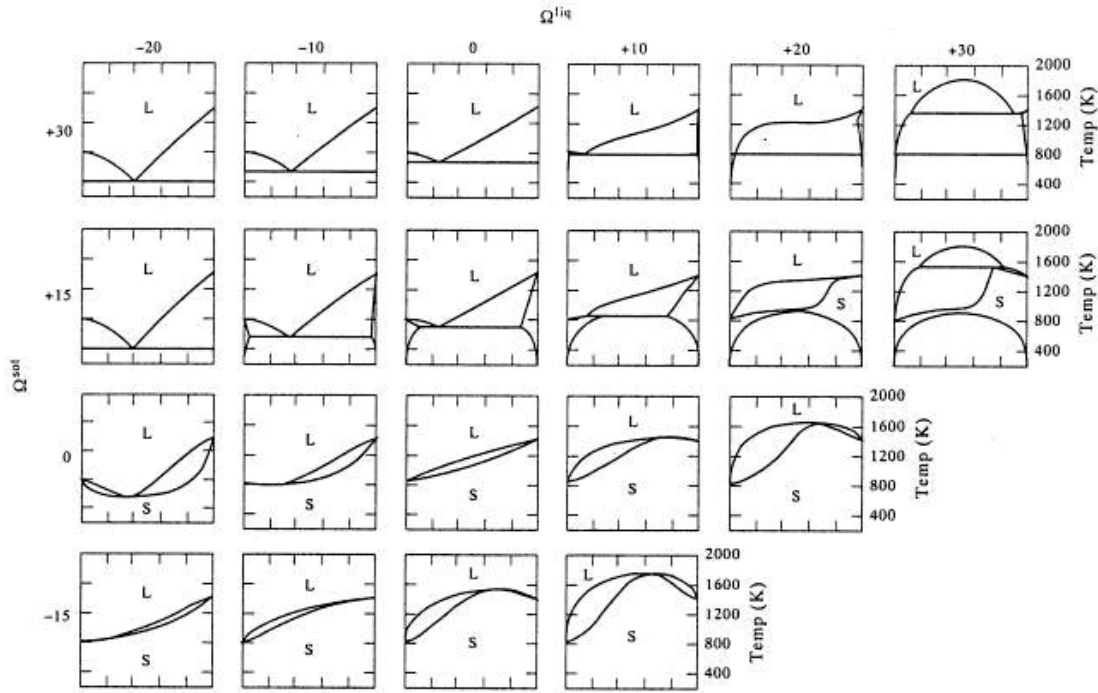 Ω^liq
-20 -10 0 +10 +20 +30
+30 L L L L L L 2000 1600 1200 800 400 Temp (K)
+15 L L L L L S L S 2000 1600 1200 800 400 Temp (K)
Ω^sol
0 L S L S L S L S L S 2000 1600 1200 800 400 Temp (K)
-15 L S L S L S L S 2000 1600 1200 800 400 Temp (K)